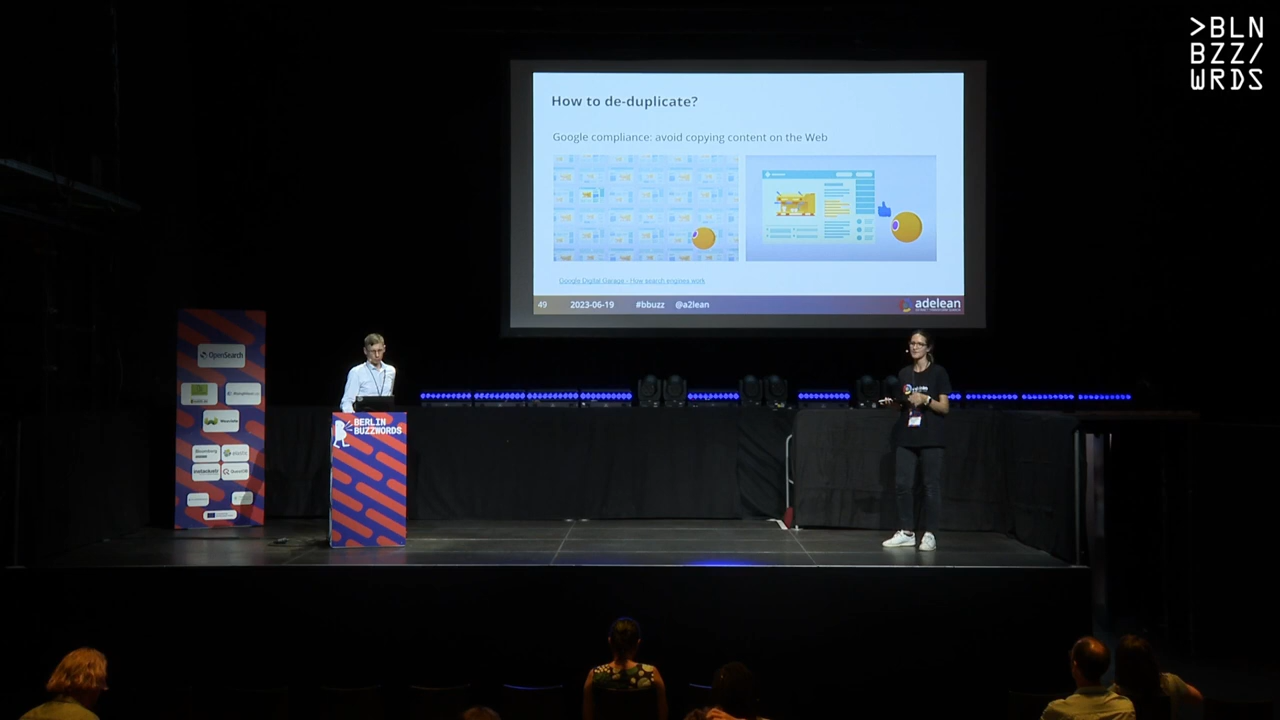 >BLN
BZZ/
WRDS
How to de-duplicate?
Google compliance: avoid copying content on the Web
Google Digital Garage - How search engines work
49 2023-06-19 #bbuzz @a2lean adelean
OpenSearch
BERLIN
BUZZWORDS